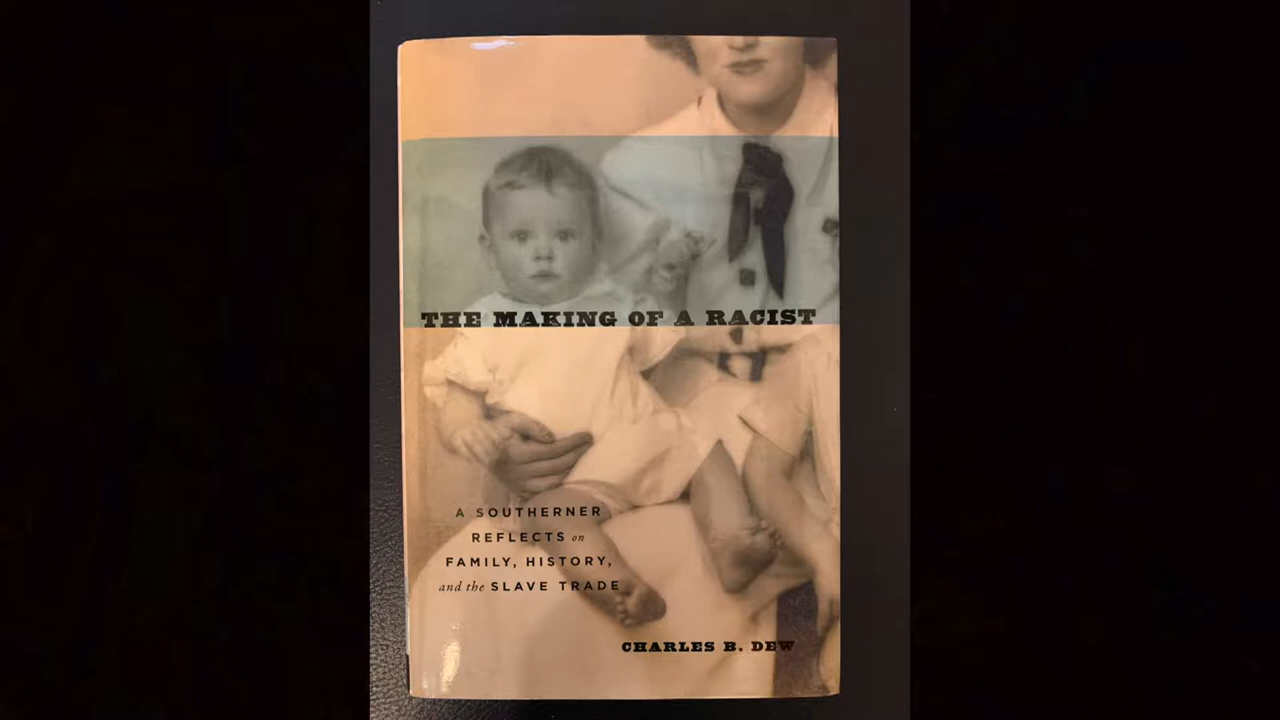 THE MAKING OF A RACIST
A SOUTHERNER
REFLECTS on
FAMILY, HISTORY,
and the SLAVE TRADE
CHARLES B. DEW